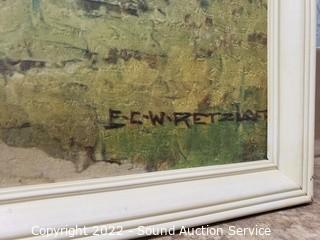 E·C·W·RETZLAFF
Copyright 2022 - Sound Auction Service